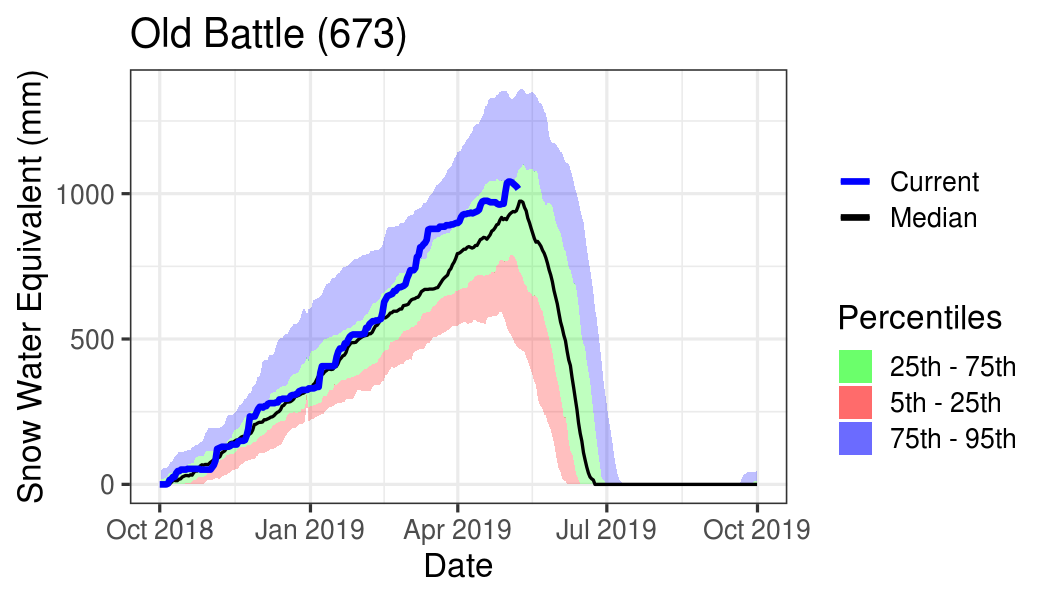 Old Battle (673)
Snow Water Equivalent (mm)
1000
500
0
Oct 2018
Jan 2019
Apr 2019
Jul 2019
Oct 2019
Date
Current
Median
Percentiles
25th - 75th
5th - 25th
75th - 95th